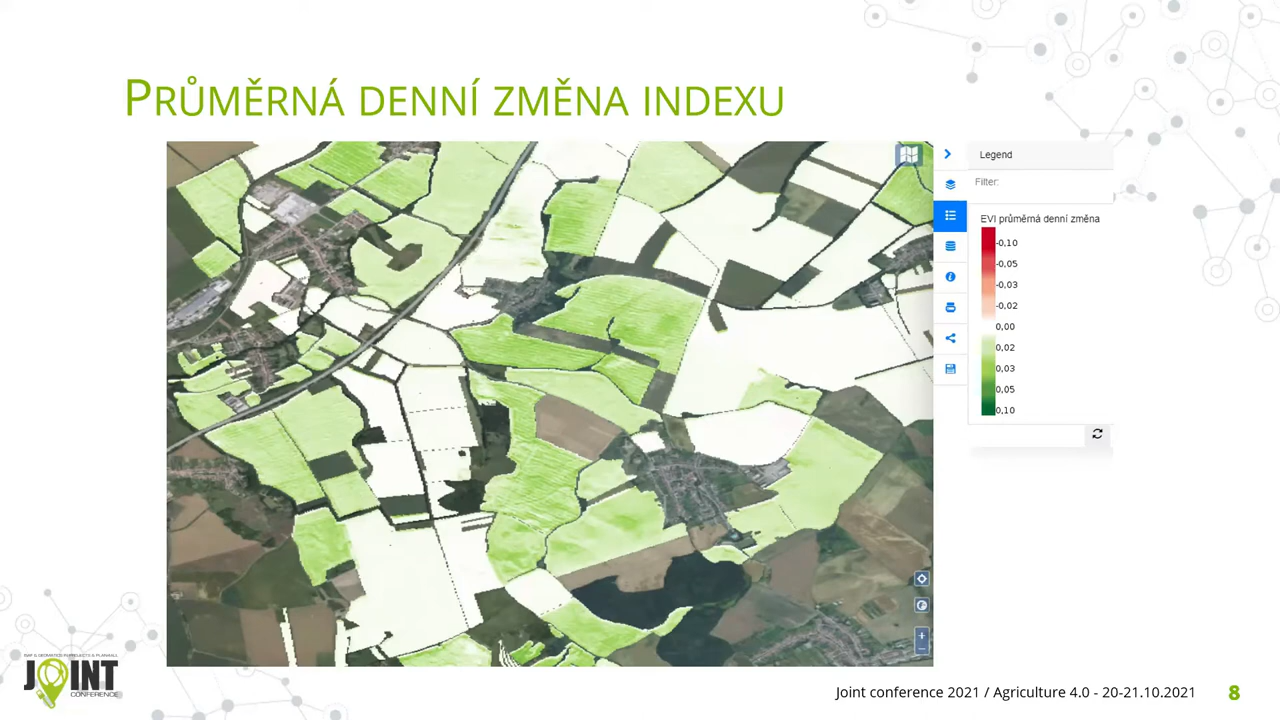 PRŮMĚRNÁ DENNÍ ZMĚNA INDEXU
Legend
Filter:
EVI průměrná denní změna
-0,10
-0,05
-0,03
-0,02
0,00
0,02
0,03
0,05
0,10
JOINT
CONFERENCE
Joint conference 2021 / Agriculture 4.0 - 20-21.10.2021
8